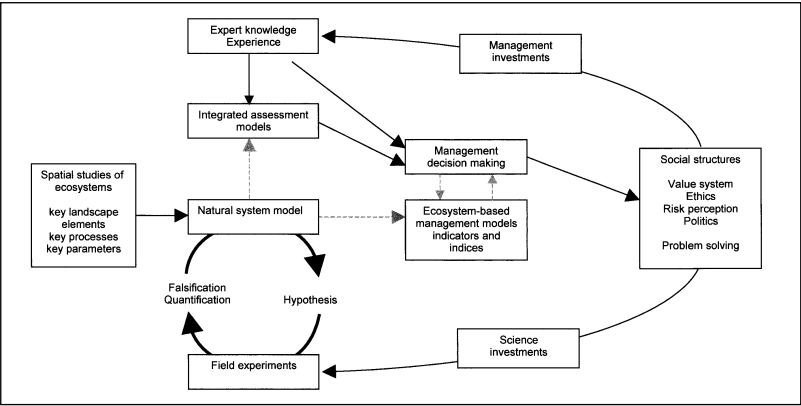 Expert knowledge
Experience
Management
investments
Integrated assessment
models
Management
decision making
Social structures
Value system
Ethics
Risk perception
Politics
Problem solving
Spatial studies of
ecosystems
key landscape
elements
key processes
key parameters
Natural system model
Ecosystem-based
management models
indicators and
indices
Falsification
Quantification
Hypothesis
Field experiments
Science
investments